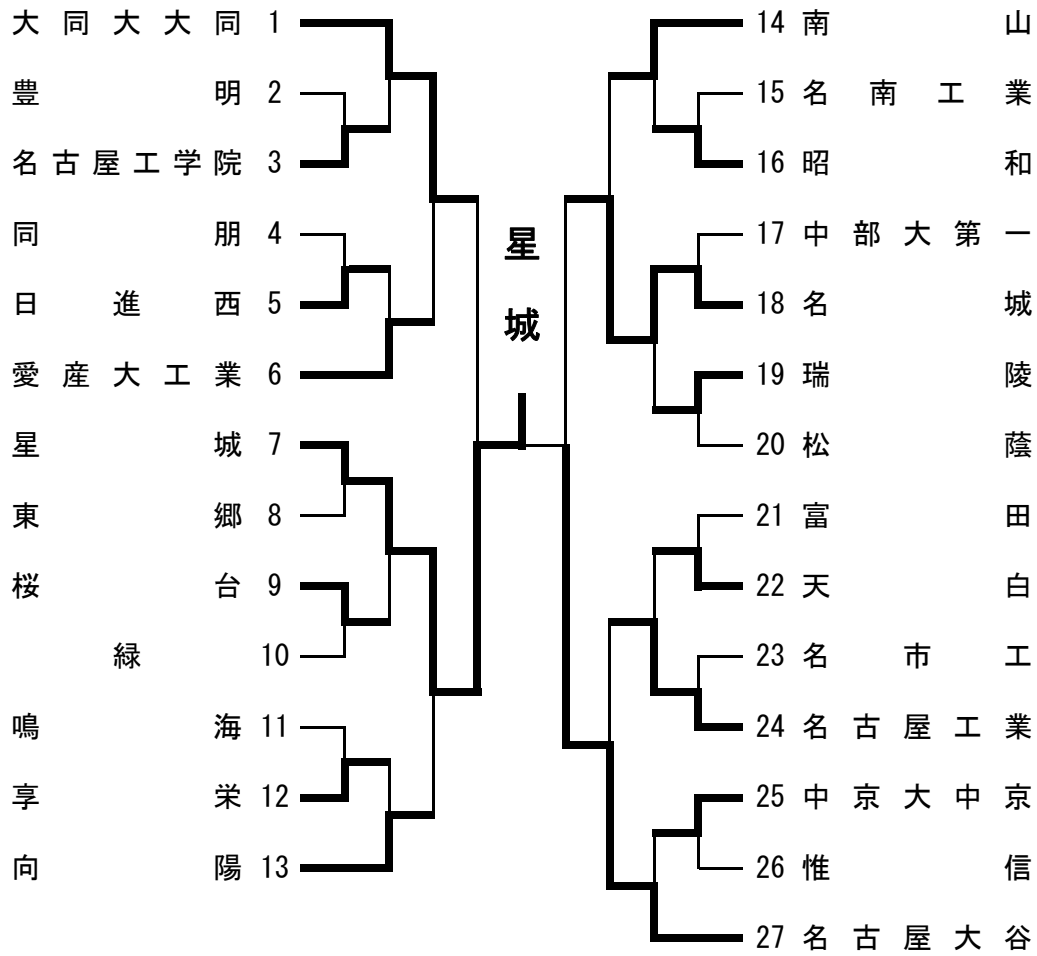 大同大大同 1
豊明 2
名古屋工学院 3
同朋 4
日進西 5
愛産大工業 6
星城 7
東郷 8
桜台 9
緑 10
鳴海 11
享栄 12
向陽 13
星城
14 南山
15 名南工業
16 昭和
17 中部大第一
18 名城
19 瑞陵
20 松蔭
21 富田
22 天白
23 名市工
24 名古屋工業
25 中京大中京
26 惟信
27 名古屋大谷